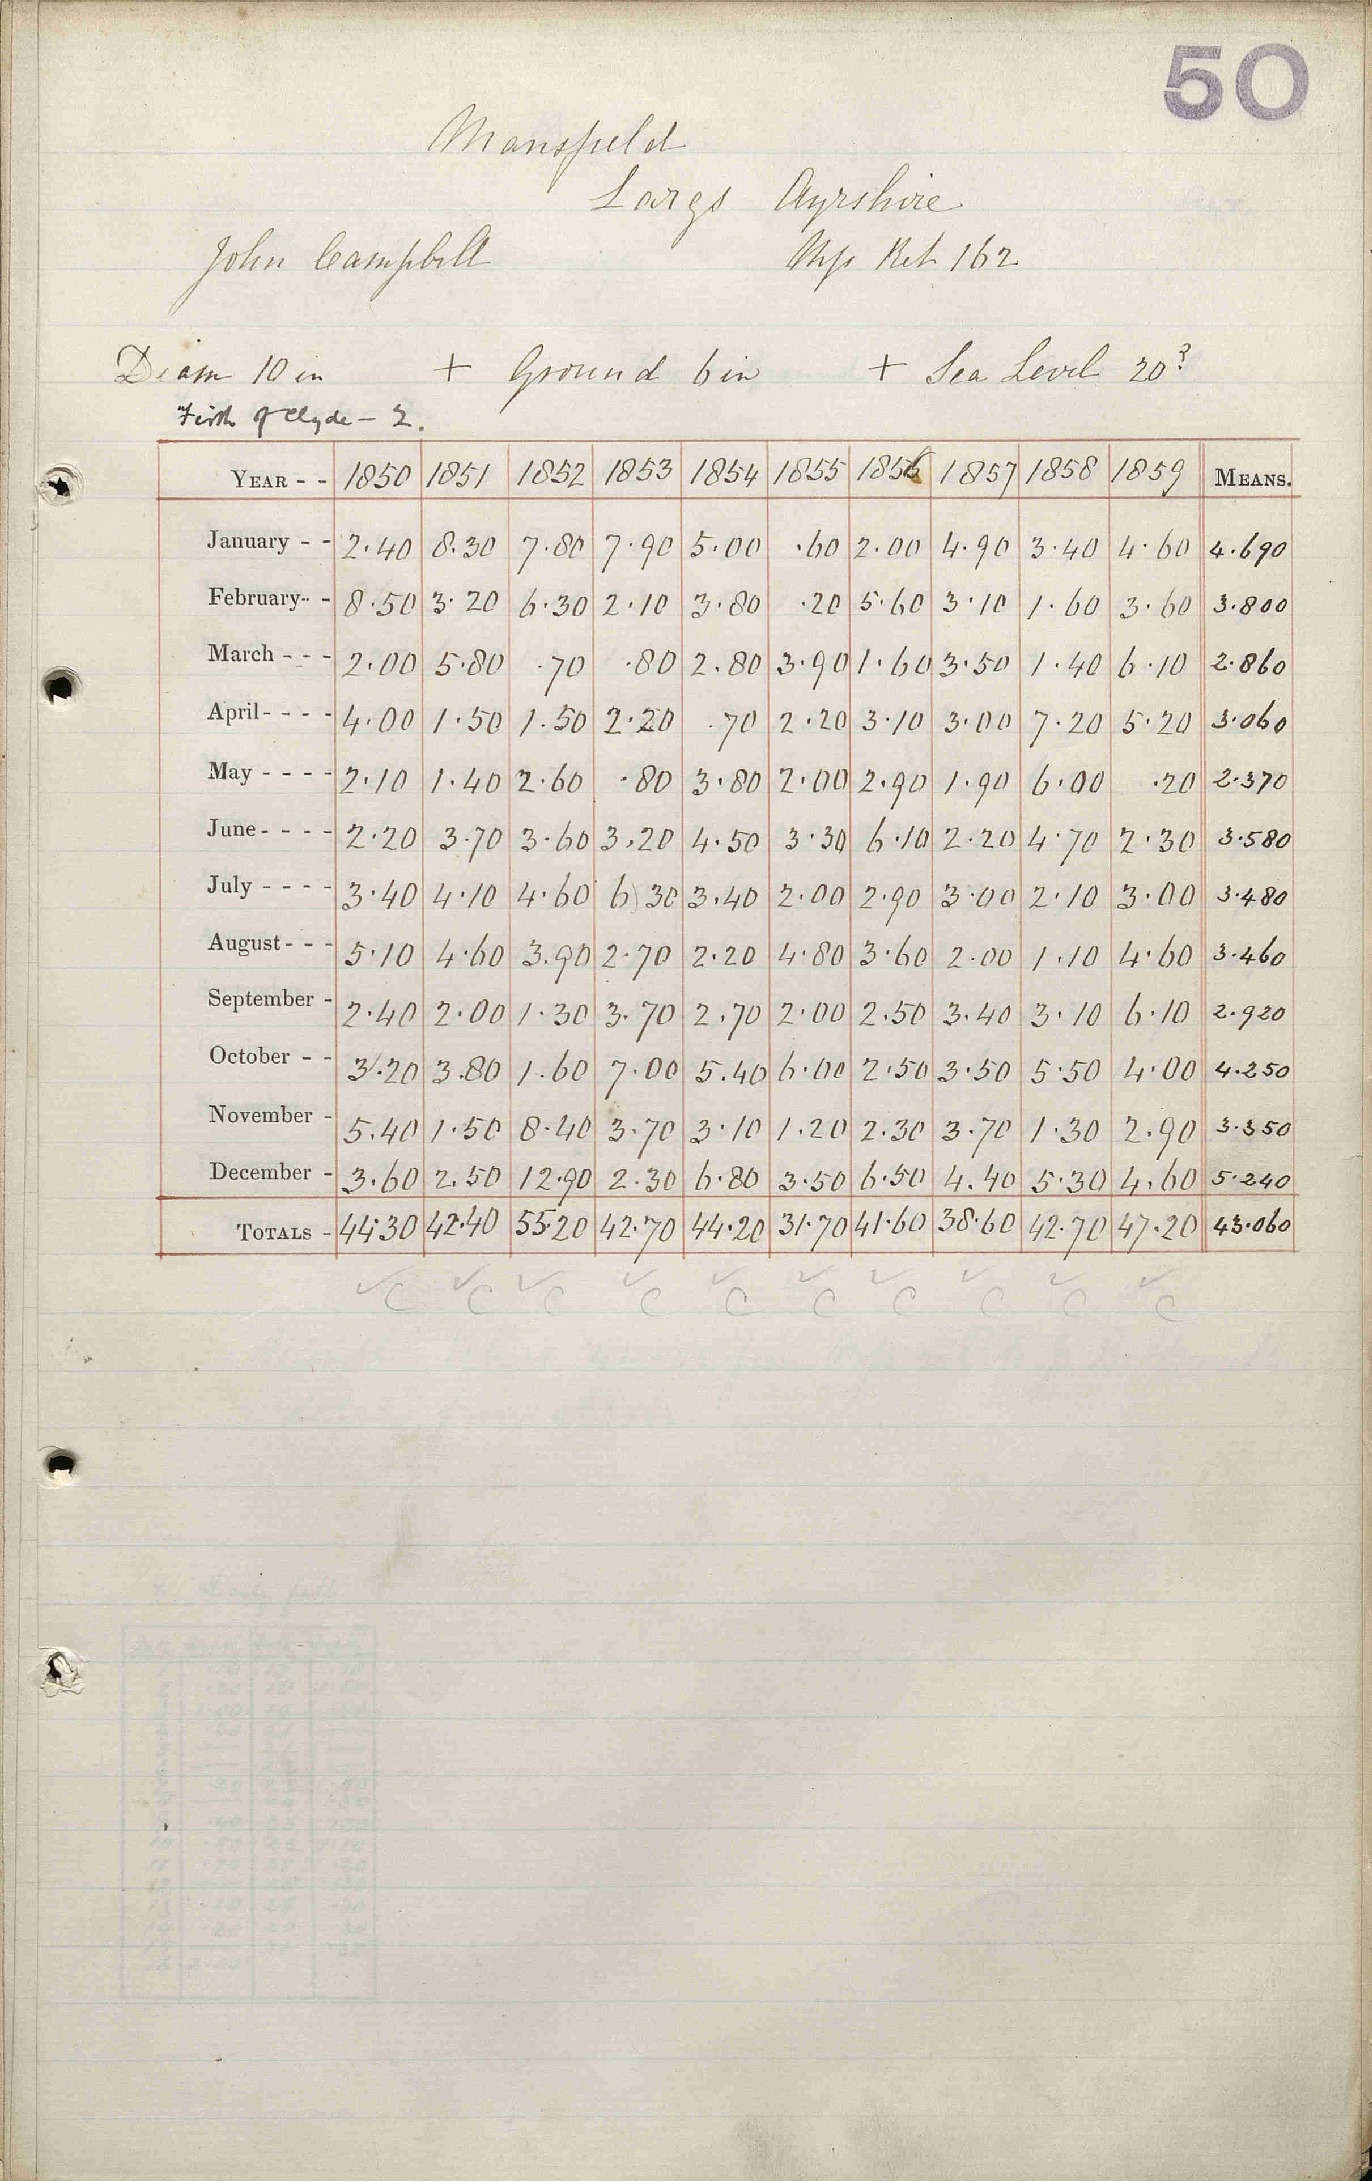 50
Mansfield
Largs Ayrshire
John Campbell Mss Ret 162
Diam 10 in + Ground 6 in + Sea Level 20?
Firth of Clyde - 2.
YEAR - - 1850 1851 1852 1853 1854 1855 1856 1857 1858 1859 MEANS.
January - - 2.40 8.30 7.80 7.90 5.00 .60 2.00 4.90 3.40 4.60 4.690
February- - 8.50 3.20 6.30 2.10 3.80 .20 5.60 3.10 1.60 3.60 3.800
March - - - 2.00 5.80 .70 .80 2.80 3.90 1.60 3.50 1.40 6.10 2.860
April- - - - 4.00 1.50 1.50 2.20 .70 2.20 3.10 3.00 7.20 5.20 3.060
May - - - - 2.10 1.40 2.60 .80 3.80 2.00 2.90 1.90 6.00 .20 2.370
June- - - - 2.20 3.70 3.60 3.20 4.50 3.30 6.10 2.20 4.70 2.30 3.580
July - - - - 3.40 4.10 4.60 6.30 3.40 2.00 2.90 3.00 2.10 3.00 3.480
August- - - 5.10 4.60 3.90 2.70 2.20 4.80 3.60 2.00 1.10 4.60 3.460
September - 2.40 2.00 1.30 3.70 2.70 2.00 2.50 3.40 3.10 6.10 2.920
October - - 3.20 3.80 1.60 7.00 5.40 6.00 2.50 3.50 5.50 4.00 4.250
November - 5.40 1.50 8.40 3.70 3.10 1.20 2.30 3.70 1.30 2.90 3.350
December - 3.60 2.50 12.90 2.30 6.80 3.50 6.50 4.40 5.30 4.60 5.240
TOTALS - 44.30 42.40 55.20 42.70 44.20 31.70 41.60 38.60 42.70 47.20 43.060
✓C ✓C ✓C ✓C ✓C ✓C ✓C ✓C ✓C ✓C